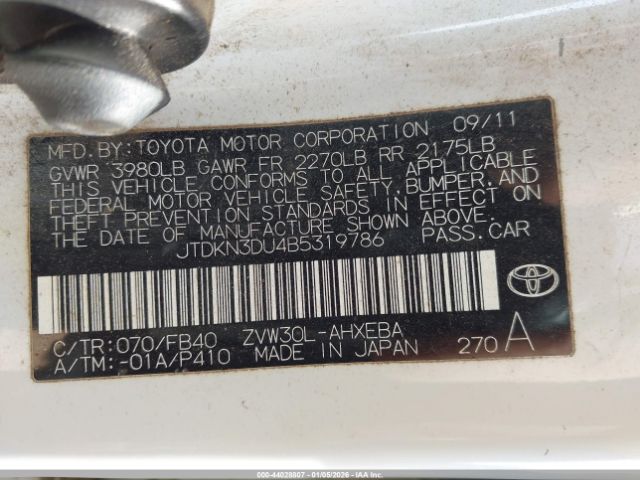 MFD. BY: TOYOTA MOTOR CORPORATION 09/11
GVWR 3980LB GAWR FR 2270LB RR 2175LB
THIS VEHICLE CONFORMS TO ALL APPLICABLE
FEDERAL MOTOR VEHICLE SAFETY, BUMPER, AND
THEFT PREVENTION STANDARDS IN EFFECT ON
THE DATE OF MANUFACTURE SHOWN ABOVE.
JTDKN3DU4B5319786 PASS.CAR
C/TR: 070/FB40 ZVW30L-AHXEBA
A/TM: -01A/P410 MADE IN JAPAN 270 A
000-44028807 - 01/05/2026 - IAAI.COM